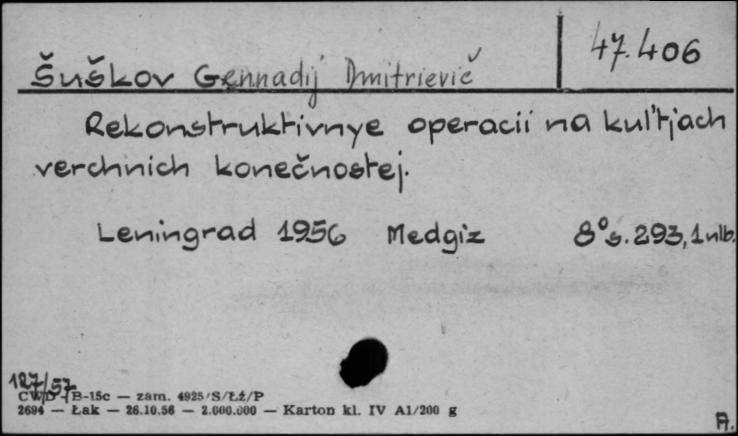 47.406
Šuškov Gennadij Dmitrievič
Rekonstruktivnye operacii na kul'tjach
verchnich konečnostej.
Leningrad 1956 Medgiz 8° s. 293, 1 nlb.
127/57
CWD - B-15c — zam. 4925/S/Łź/P
2694 — Łak — 26.10.56 — 2.000.000 — Karton kl. IV A1/200 g
A.